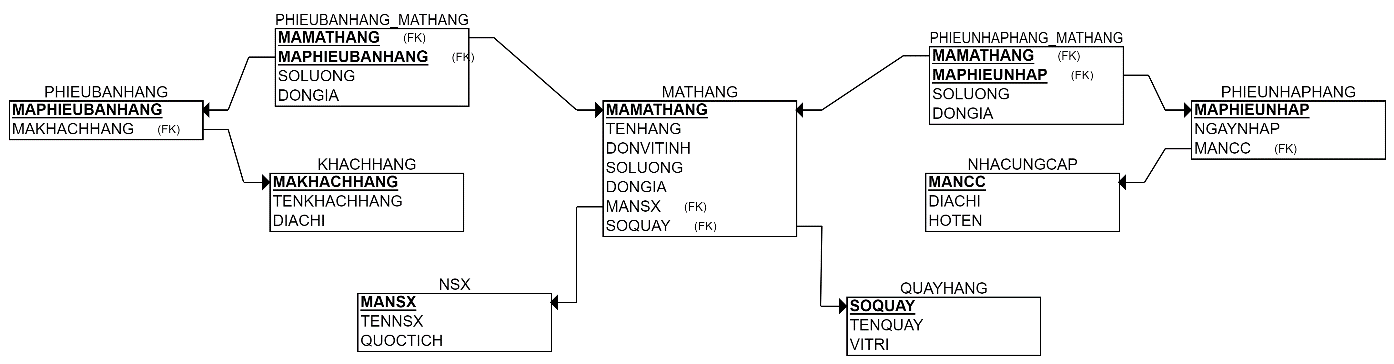 PHIEUBANHANG_MATHANG
MAMATHANG (FK)
MAPHIEUBANHANG (FK)
SOLUONG
DONGIA
PHIEUBANHANG
MAPHIEUBANHANG
MAKHACHHANG (FK)
KHACHHANG
MAKHACHHANG
TENKHACHHANG
DIACHI
MATHANG
MAMATHANG
TENHANG
DONVITINH
SOLUONG
DONGIA
MANSX (FK)
SOQUAY (FK)
PHIEUNHAPHANG_MATHANG
MAMATHANG (FK)
MAPHIEUNHAP (FK)
SOLUONG
DONGIA
PHIEUNHAPHANG
MAPHIEUNHAP
NGAYNHAP
MANCC (FK)
NHACUNGCAP
MANCC
DIACHI
HOTEN
NSX
MANSX
TENNSX
QUOCTICH
QUAYHANG
SOQUAY
TENQUAY
VITRI